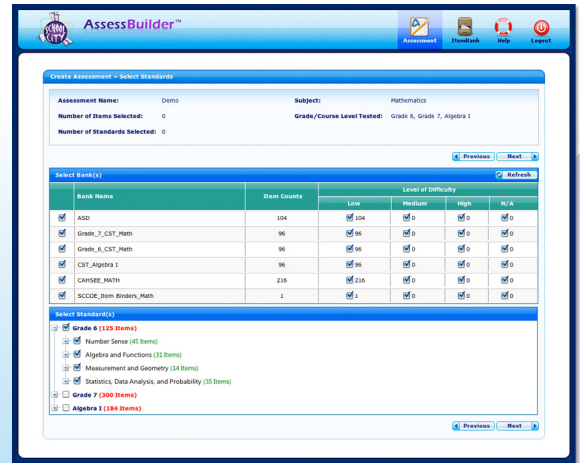 SCHOOL CITY AssessBuilder™
Assessment ItemBank Help Logout
Create Assessment » Select Standards
Assessment Name: Demo Subject: Mathematics
Number of Items Selected: 0 Grade/Course Level Tested: Grade 6, Grade 7, Algebra I
Number of Standards Selected: 0
Previous Next
Select Bank(s) Refresh
Bank Name Item Counts Level of Difficulty
Low Medium High N/A
ASD 104 104 0 0 0
Grade_7_CST_Math 96 96 0 0 0
Grade_6_CST_Math 96 96 0 0 0
CST_Algebra I 96 96 0 0 0
CAHSEE_MATH 216 216 0 0 0
SCCOE_Item Binders_Math 1 1 0 0 0
Select Standard(s)
Grade 6 (125 Items)
Number Sense (45 Items)
Algebra and Functions (31 Items)
Measurement and Geometry (14 Items)
Statistics, Data Analysis, and Probability (35 Items)
Grade 7 (300 Items)
Algebra I (184 Items)
Previous Next